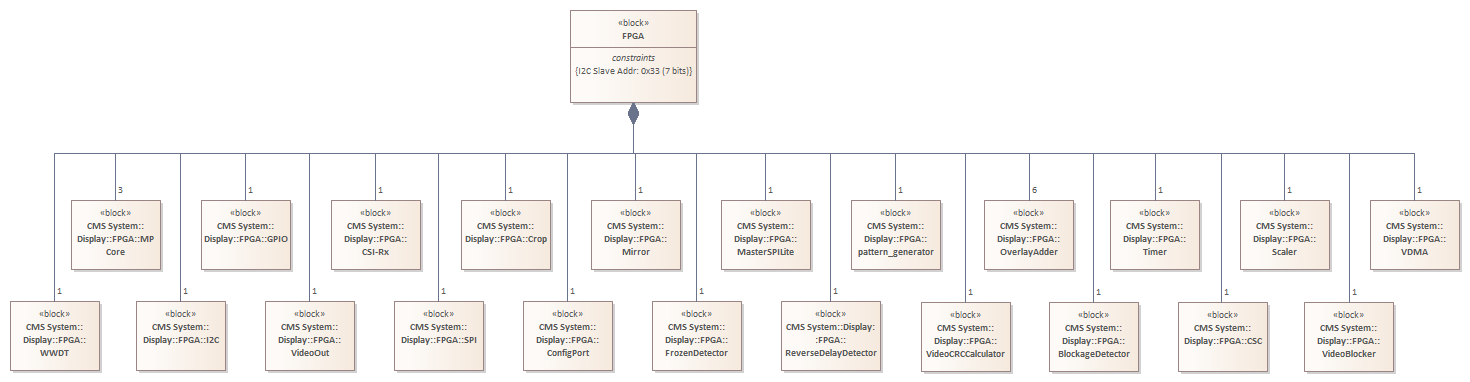 «block»
FPGA
constraints
{I2C Slave Addr: 0x33 (7 bits)}
3
1
1
1
1
1
1
6
1
1
1
«block»
CMS System::
Display::FPGA::MP
Core
«block»
CMS System::
Display::FPGA::GPIO
«block»
CMS System::
Display::FPGA::
CSI-Rx
«block»
CMS System::
Display::FPGA::Crop
«block»
CMS System::
Display::FPGA::
Mirror
«block»
CMS System::
Display::FPGA::
MasterSPILite
«block»
CMS System::
Display::FPGA::
pattern_generator
«block»
CMS System::
Display::FPGA::
OverlayAdder
«block»
CMS System::
Display::FPGA::
Timer
«block»
CMS System::
Display::FPGA::
Scaler
«block»
CMS System::
Display::FPGA::
VDMA
1
1
1
1
1
1
1
1
1
1
1
«block»
CMS System::
Display::FPGA::
WWDT
«block»
CMS System::
Display::FPGA::I2C
«block»
CMS System::
Display::FPGA::
VideoOut
«block»
CMS System::
Display::FPGA::SPI
«block»
CMS System::
Display::FPGA::
ConfigPort
«block»
CMS System::
Display::FPGA::
FrozenDetector
«block»
CMS System::Display:
:FPGA::
ReverseDelayDetector
«block»
CMS System::
Display::FPGA::
VideoCRCCalculator
«block»
CMS System::
Display::FPGA::
BlockageDetector
«block»
CMS System::
Display::FPGA::CSC
«block»
CMS System::
Display::FPGA::
VideoBlocker